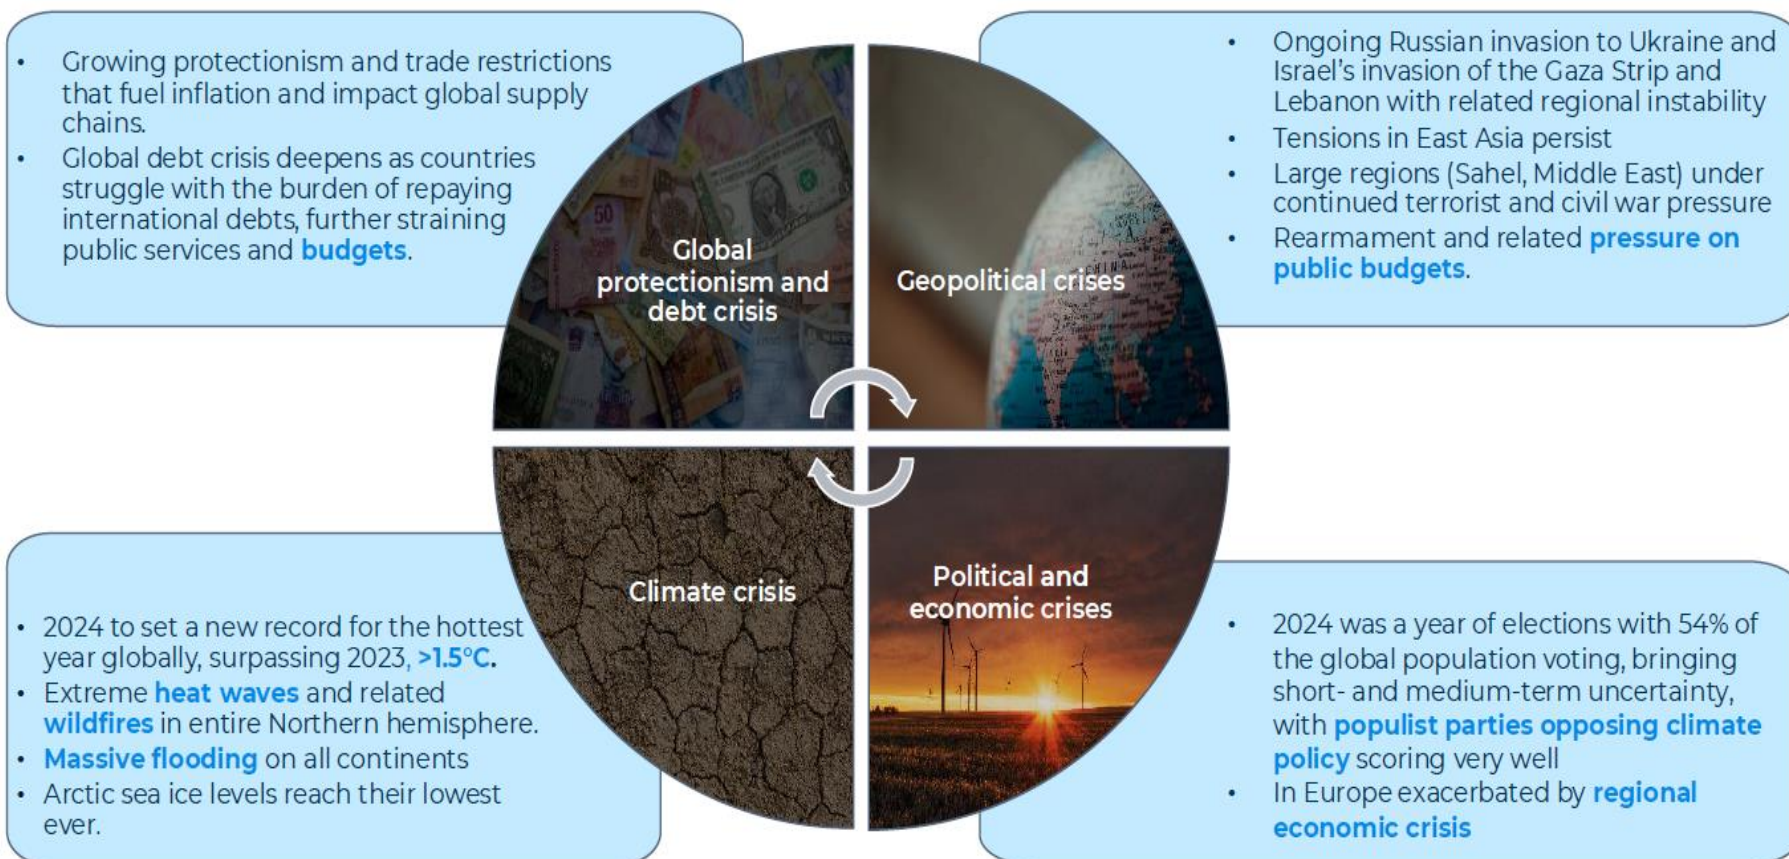 • Growing protectionism and trade restrictions
that fuel inflation and impact global supply
chains.
• Global debt crisis deepens as countries
struggle with the burden of repaying
international debts, further straining
public services and budgets.
Global
protectionism and
debt crisis
Geopolitical crises
• Ongoing Russian invasion to Ukraine and
Israel's invasion of the Gaza Strip and
Lebanon with related regional instability
• Tensions in East Asia persist
• Large regions (Sahel, Middle East) under
continued terrorist and civil war pressure
• Rearmament and related pressure on
public budgets.
• 2024 to set a new record for the hottest
year globally, surpassing 2023, >1.5°C.
• Extreme heat waves and related
wildfires in entire Northern hemisphere.
• Massive flooding on all continents
• Arctic sea ice levels reach their lowest
ever.
Climate crisis
Political and
economic crises
• 2024 was a year of elections with 54% of
the global population voting, bringing
short- and medium-term uncertainty,
with populist parties opposing climate
policy scoring very well
• In Europe exacerbated by regional
economic crisis